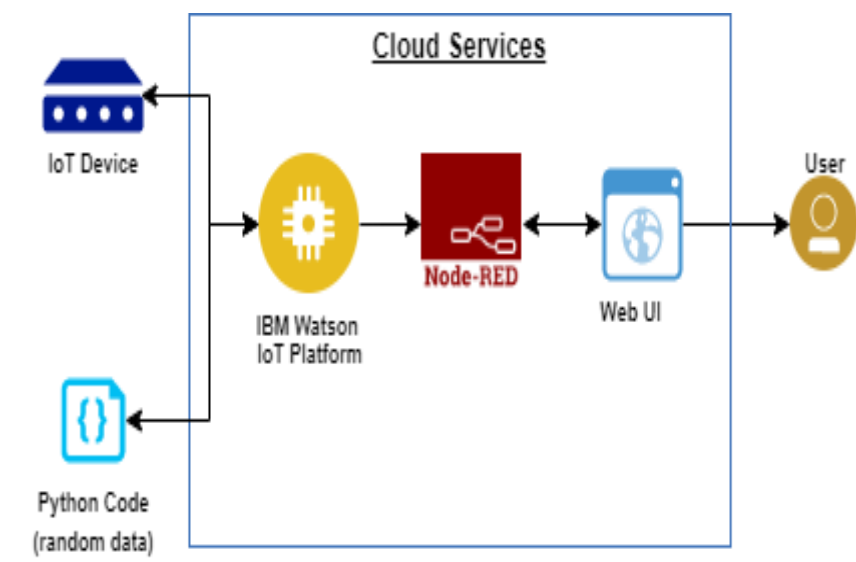 Cloud Services
IoT Device
User
Node-RED
Web UI
IBM Watson
IoT Platform
{}
Python Code
(random data)